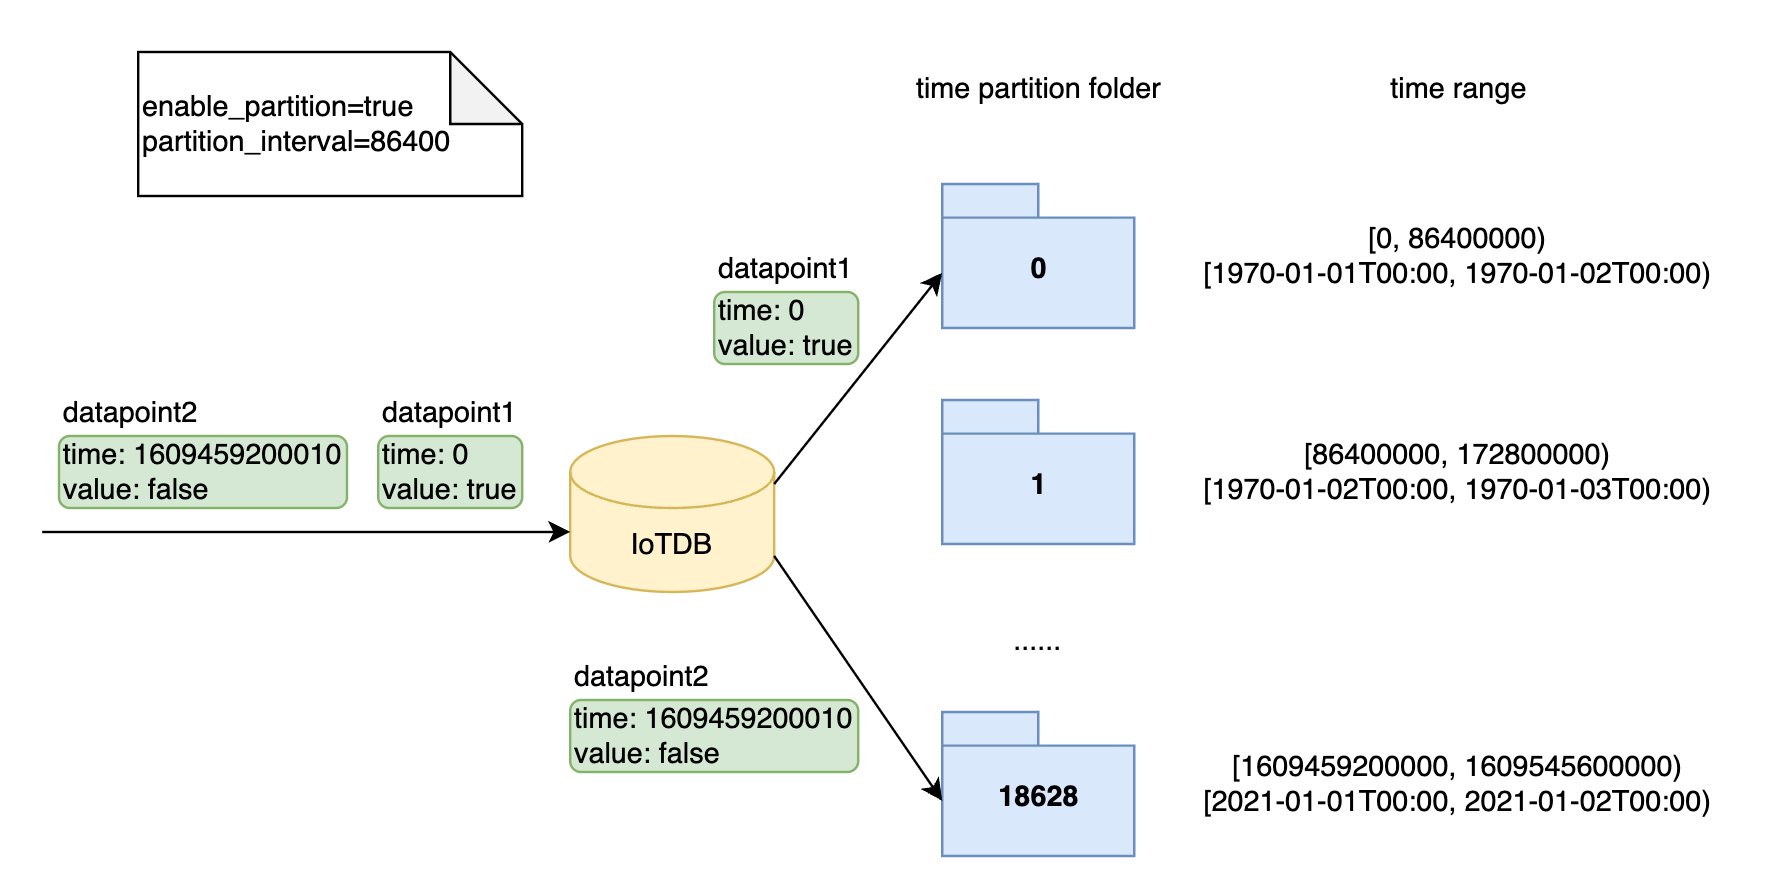 enable_partition=true
partition_interval=86400
time partition folder
time range
0
[0, 86400000)
[1970-01-01T00:00, 1970-01-02T00:00)
datapoint1
time: 0
value: true
datapoint2
time: 1609459200010
value: false
datapoint1
time: 0
value: true
IoTDB
1
[86400000, 172800000)
[1970-01-02T00:00, 1970-01-03T00:00)
......
datapoint2
time: 1609459200010
value: false
18628
[1609459200000, 1609545600000)
[2021-01-01T00:00, 2021-01-02T00:00)